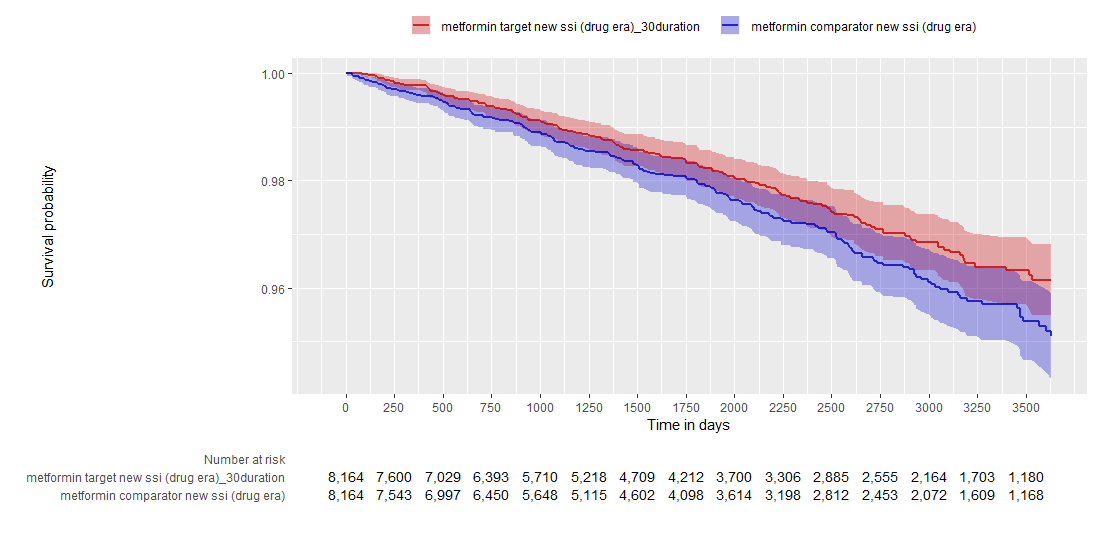 metformin target new ssi (drug era)_30duration metformin comparator new ssi (drug era)
1.00
0.98
0.96
Survival probability
0 250 500 750 1000 1250 1500 1750 2000 2250 2500 2750 3000 3250 3500
Time in days
Number at risk
metformin target new ssi (drug era)_30duration 8,164 7,600 7,029 6,393 5,710 5,218 4,709 4,212 3,700 3,306 2,885 2,555 2,164 1,703 1,180
metformin comparator new ssi (drug era) 8,164 7,543 6,997 6,450 5,648 5,115 4,602 4,098 3,614 3,198 2,812 2,453 2,072 1,609 1,168